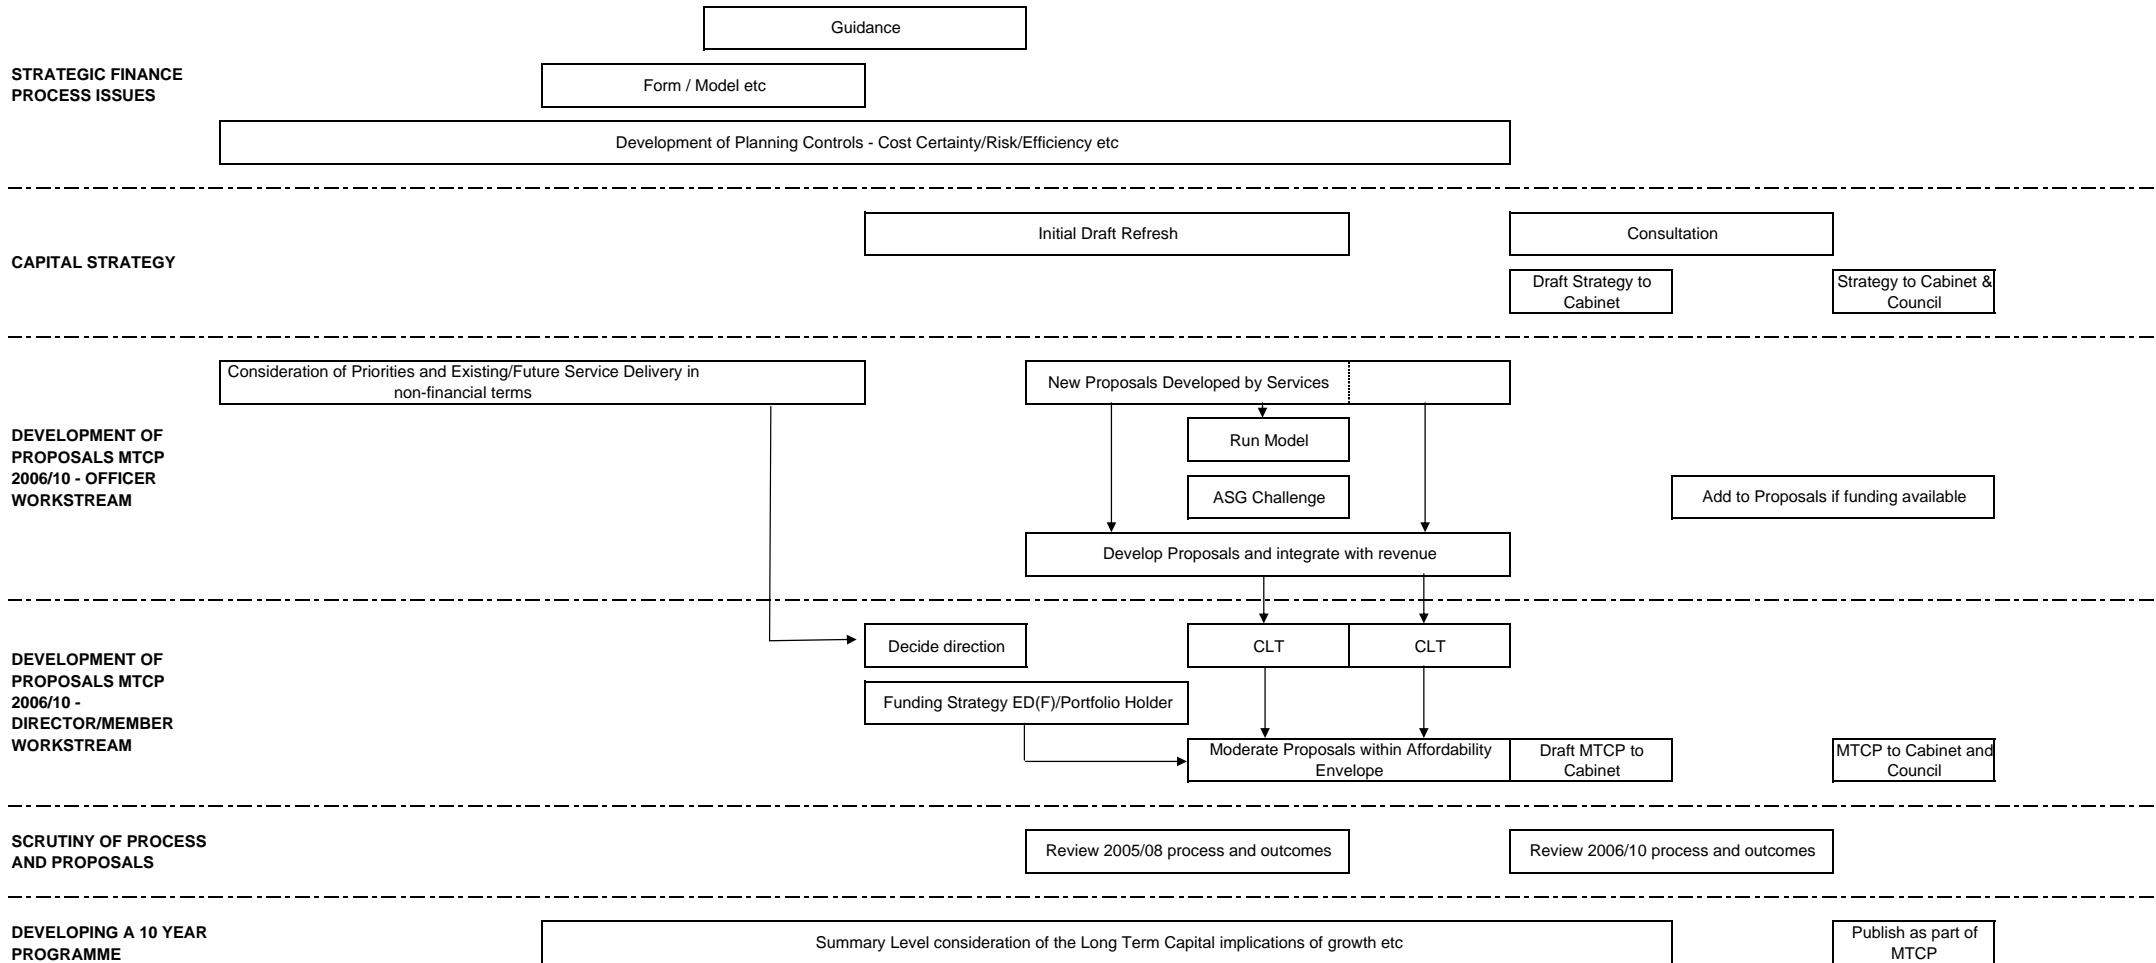 Guidance
STRATEGIC FINANCE
PROCESS ISSUES
Form / Model etc
Development of Planning Controls - Cost Certainty/Risk/Efficiency etc
Initial Draft Refresh
Consultation
CAPITAL STRATEGY
Draft Strategy to
Cabinet
Strategy to Cabinet &
Council
Consideration of Priorities and Existing/Future Service Delivery in
non-financial terms
New Proposals Developed by Services
DEVELOPMENT OF
PROPOSALS MTCP
2006/10 - OFFICER
WORKSTREAM
Run Model
ASG Challenge
Add to Proposals if funding available
Develop Proposals and integrate with revenue
DEVELOPMENT OF
PROPOSALS MTCP
2006/10 -
DIRECTOR/MEMBER
WORKSTREAM
Decide direction
CLT
CLT
Funding Strategy ED(F)/Portfolio Holder
Moderate Proposals within Affordability
Envelope
Draft MTCP to
Cabinet
MTCP to Cabinet and
Council
SCRUTINY OF PROCESS
AND PROPOSALS
Review 2005/08 process and outcomes
Review 2006/10 process and outcomes
DEVELOPING A 10 YEAR
PROGRAMME
Summary Level consideration of the Long Term Capital implications of growth etc
Publish as part of
MTCP